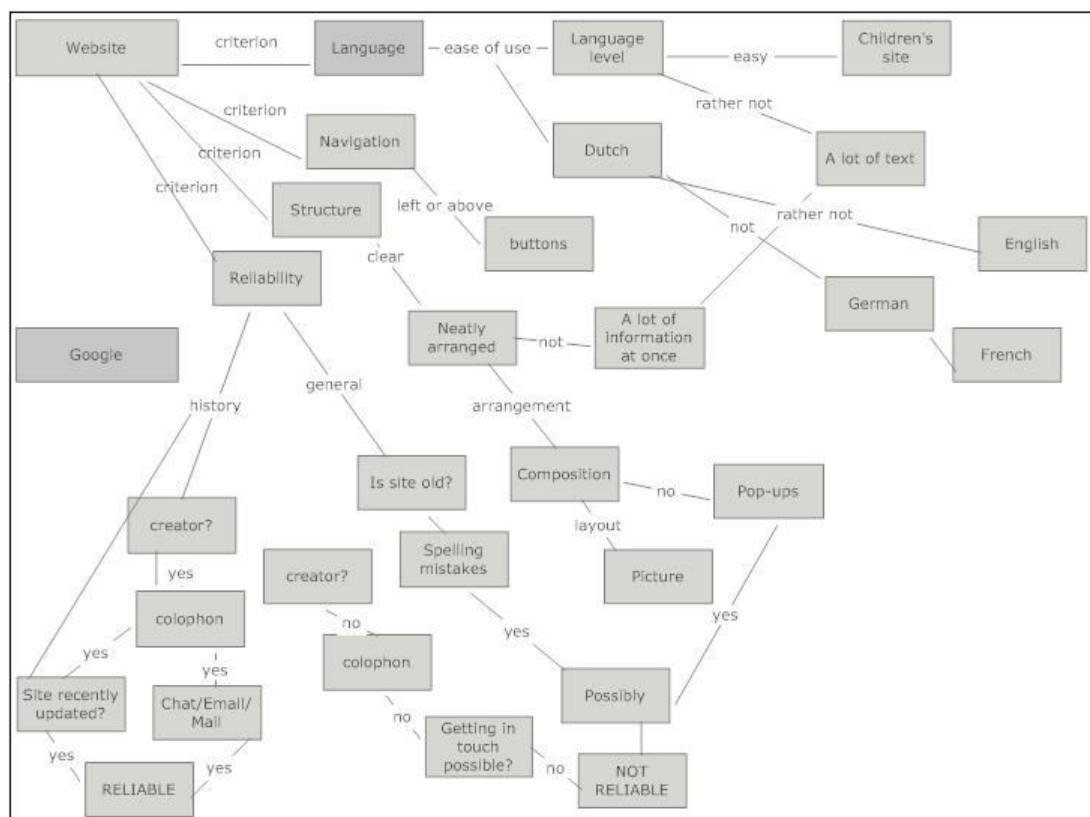 Website
criterion
Language
ease of use
Language
level
easy
Children's
site
rather not
criterion
Navigation
Dutch
A lot of text
criterion
criterion
Structure
left or above
rather not
not
buttons
English
clear
Reliability
German
Neatly
arranged
not
A lot of
information
at once
French
Google
general
history
arrangement
Is site old?
Composition
no
Pop-ups
creator?
layout
Spelling
mistakes
Picture
yes
creator?
colophon
no
yes
yes
yes
colophon
yes
Site recently
updated?
Chat/Email/
Mail
Possibly
no
Getting in
touch
possible?
yes
yes
no
RELIABLE
NOT
RELIABLE